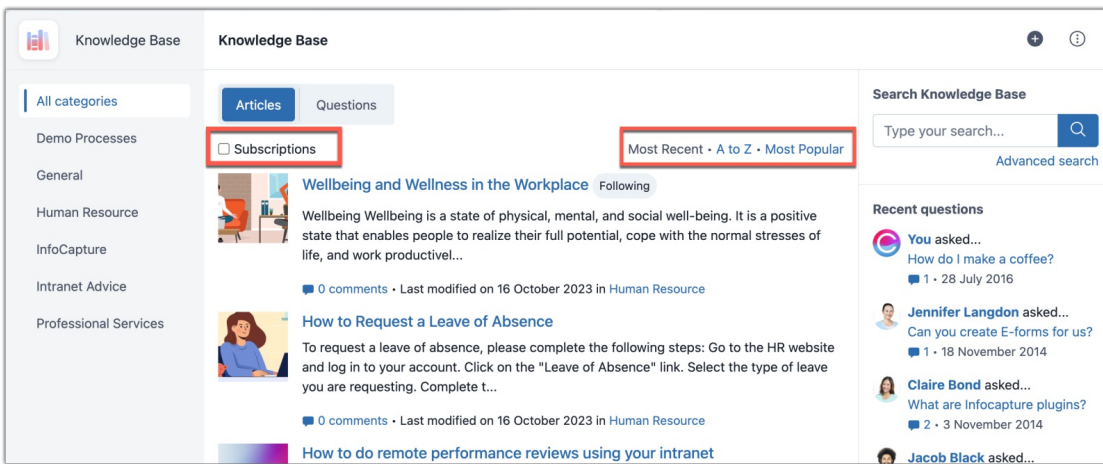 Knowledge Base
Knowledge Base
All categories
Demo Processes
General
Human Resource
InfoCapture
Intranet Advice
Professional Services
Articles
Questions
Subscriptions
Most Recent • A to Z • Most Popular
Wellbeing and Wellness in the Workplace Following
Wellbeing Wellbeing is a state of physical, mental, and social well-being. It is a positive
state that enables people to realize their full potential, cope with the normal stresses of
life, and work productivel...
0 comments • Last modified on 16 October 2023 in Human Resource
How to Request a Leave of Absence
To request a leave of absence, please complete the following steps: Go to the HR website
and log in to your account. Click on the "Leave of Absence" link. Select the type of leave
you are requesting. Complete t...
0 comments • Last modified on 16 October 2023 in Human Resource
How to do remote performance reviews using your intranet
Search Knowledge Base
Type your search...
Advanced search
Recent questions
You asked...
How do I make a coffee?
1 • 28 July 2016
Jennifer Langdon asked...
Can you create E-forms for us?
1 • 18 November 2014
Claire Bond asked...
What are Infocapture plugins?
2 • 3 November 2014
Jacob Black asked...